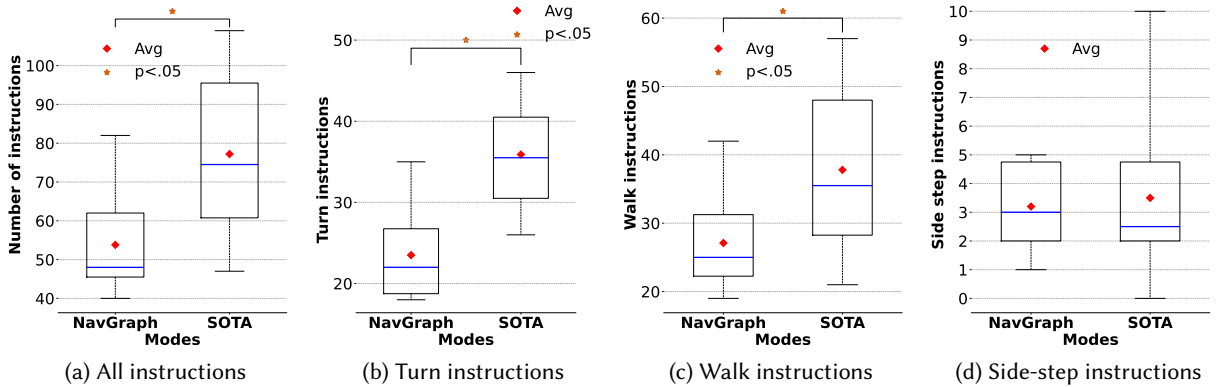 Number of instructions
100
90
80
70
60
50
40
Avg
p<.05
NavGraph
SOTA
Modes
(a) All instructions
Turn instructions
50
40
30
20
Avg
p<.05
NavGraph
SOTA
Modes
(b) Turn instructions
Walk instructions
60
50
40
30
20
Avg
p<.05
NavGraph
SOTA
Modes
(c) Walk instructions
Side step instructions
10
9
8
7
6
5
4
3
2
1
0
Avg
NavGraph
SOTA
Modes
(d) Side-step instructions